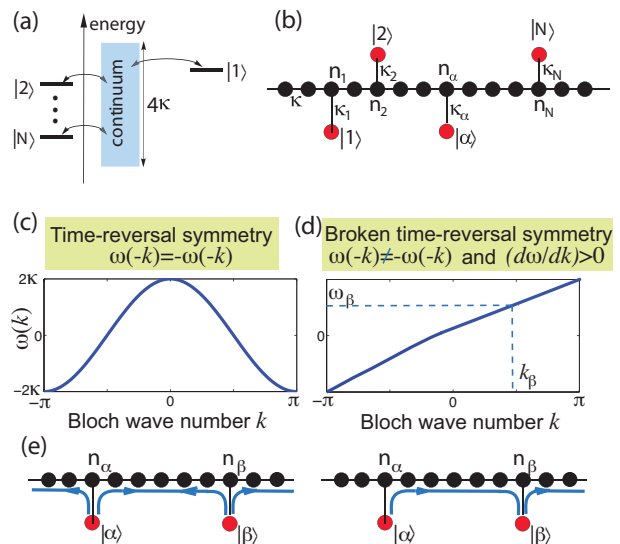 (a)
energy
|1⟩
|2⟩
|N⟩
continuum
4κ
(b)
|2⟩
|N⟩
n₁
κ₂
n_α
κ_N
κ
κ₁
n₂
κ_α
n_N
|1⟩
|α⟩
(c)
Time-reversal symmetry
ω(-k)=-ω(-k)
2K
0
-2K
ω(k)
-π
0
π
Bloch wave number k
(d)
Broken time-reversal symmetry
ω(-k)≠-ω(-k) and (dω/dk)>0
ω_β
0
k_β
-π
0
π
Bloch wave number k
(e)
n_α
n_β
|α⟩
|β⟩
n_α
n_β
|α⟩
|β⟩